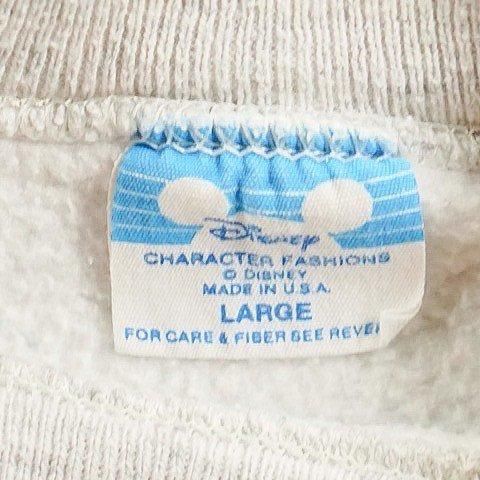 Disney
CHARACTER FASHIONS
© DISNEY
MADE IN U.S.A.
LARGE
FOR CARE & FIBER SEE REVE